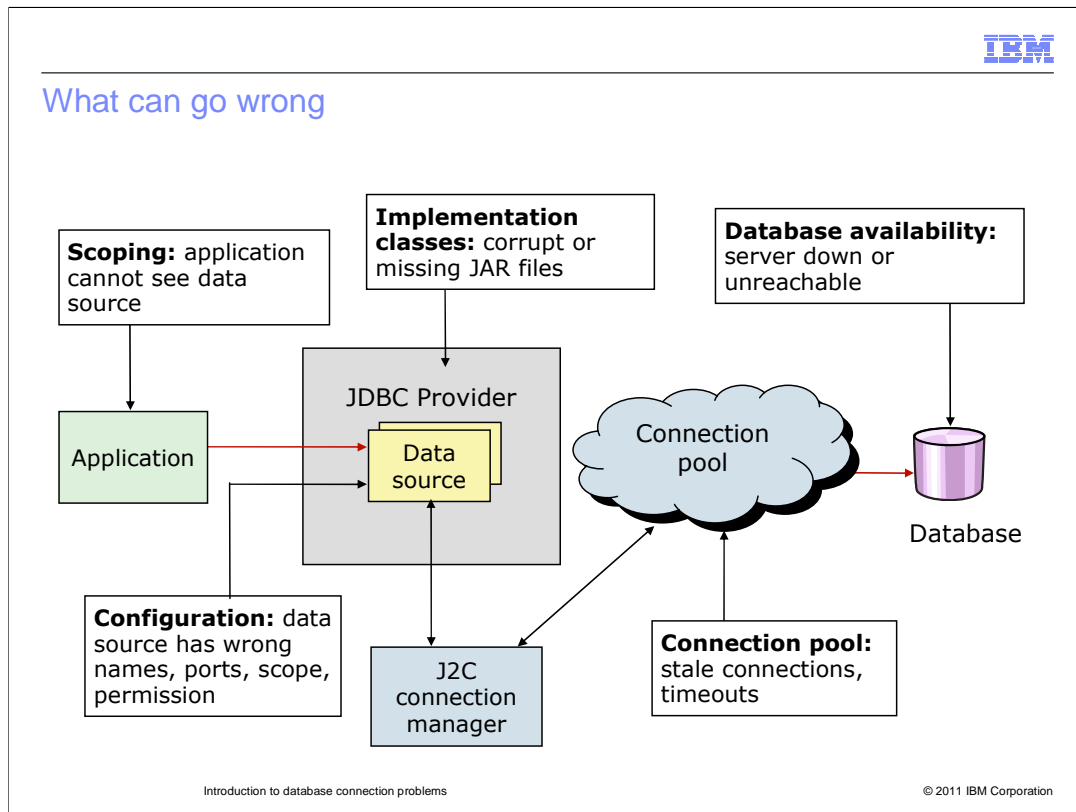 IBM
What can go wrong
Scoping: application
cannot see data
source
Implementation
classes: corrupt or
missing JAR files
Database availability:
server down or
unreachable
JDBC Provider
Application
Data
source
Connection
pool
Database
Configuration: data
source has wrong
names, ports, scope,
permission
J2C
connection
manager
Connection pool:
stale connections,
timeouts
Introduction to database connection problems
© 2011 IBM Corporation